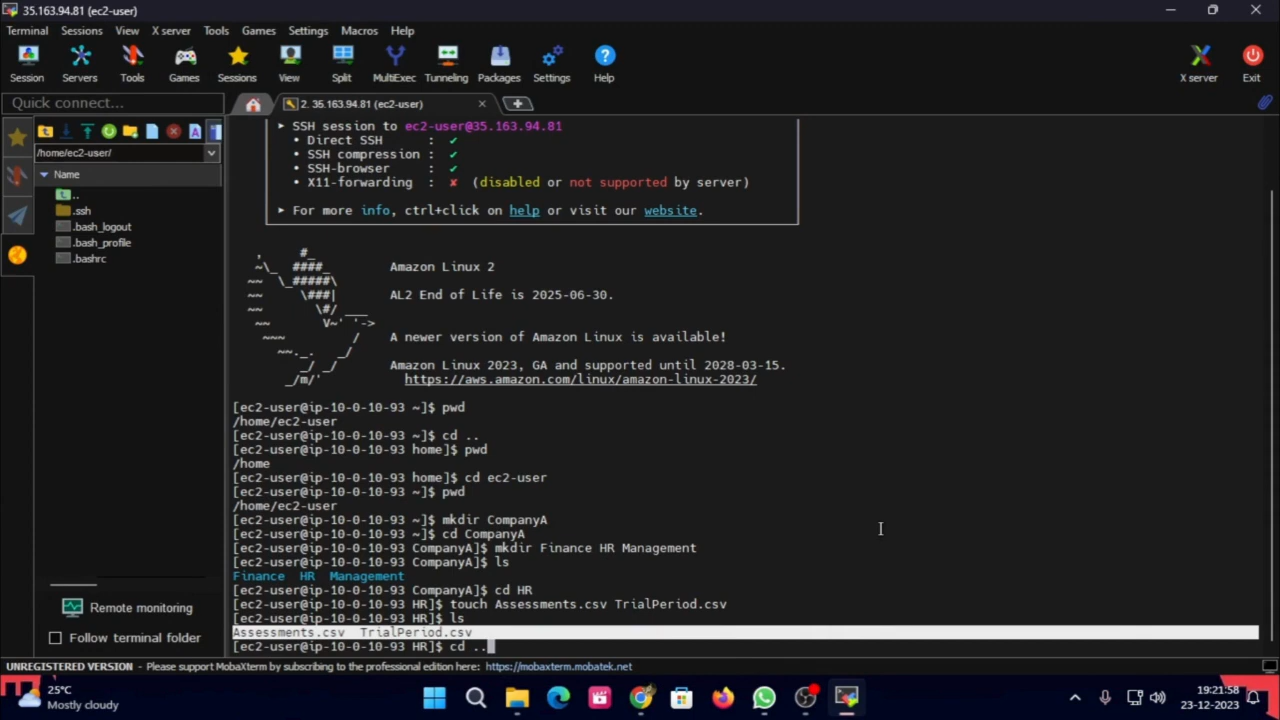 35.163.94.81 (ec2-user)
Terminal Sessions View X server Tools Games Settings Macros Help
Session Servers Tools Games Sessions View Split MultiExec Tunneling Packages Settings Help X server Exit
Quick connect...
2. 35.163.94.81 (ec2-user)
/home/ec2-user/
Name
..
.ssh
.bash_logout
.bash_profile
.bashrc
Remote monitoring
Follow terminal folder
▸ SSH session to ec2-user@35.163.94.81
• Direct SSH : ✔
• SSH compression : ✔
• SSH-browser : ✔
• X11-forwarding : ✘ (disabled or not supported by server)
▸ For more info, ctrl+click on help or visit our website.
, #_
~\_ ####_ Amazon Linux 2
~~ \_#####\
~~ \###| AL2 End of Life is 2025-06-30.
~~ \#/ ___
~~ V~' '->
~~~ / A newer version of Amazon Linux is available!
~~._. _/
_/ _/ Amazon Linux 2023, GA and supported until 2028-03-15.
_/m/' https://aws.amazon.com/linux/amazon-linux-2023/
[ec2-user@ip-10-0-10-93 ~]$ pwd
/home/ec2-user
[ec2-user@ip-10-0-10-93 ~]$ cd ..
[ec2-user@ip-10-0-10-93 home]$ pwd
/home
[ec2-user@ip-10-0-10-93 home]$ cd ec2-user
[ec2-user@ip-10-0-10-93 ~]$ pwd
/home/ec2-user
[ec2-user@ip-10-0-10-93 ~]$ mkdir CompanyA
[ec2-user@ip-10-0-10-93 ~]$ cd CompanyA
[ec2-user@ip-10-0-10-93 CompanyA]$ mkdir Finance HR Management
[ec2-user@ip-10-0-10-93 CompanyA]$ ls
Finance HR Management
[ec2-user@ip-10-0-10-93 CompanyA]$ cd HR
[ec2-user@ip-10-0-10-93 HR]$ touch Assessments.csv TrialPeriod.csv
[ec2-user@ip-10-0-10-93 HR]$ ls
Assessments.csv TrialPeriod.csv
[ec2-user@ip-10-0-10-93 HR]$ cd ..
UNREGISTERED VERSION - Please support MobaXterm by subscribing to the professional edition here: https://mobaxterm.mobatek.net
25°C
Mostly cloudy
19:21:58
23-12-2023